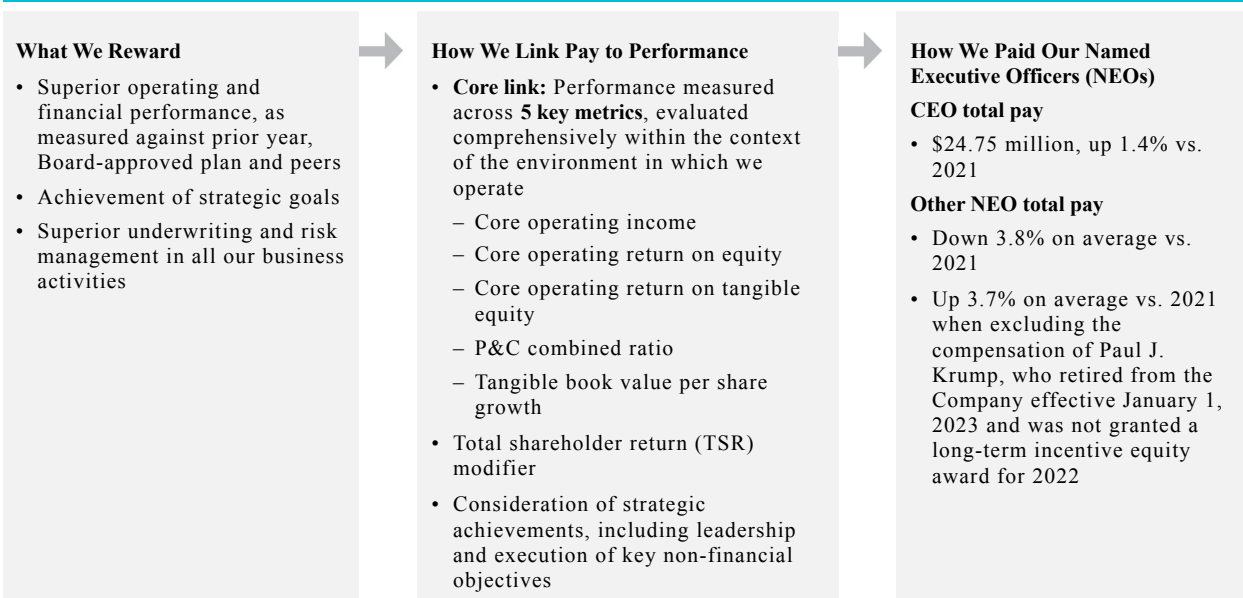 What We Reward
• Superior operating and
financial performance, as
measured against prior year,
Board-approved plan and peers
• Achievement of strategic goals
• Superior underwriting and risk
management in all our business
activities
How We Link Pay to Performance
• Core link: Performance measured
across 5 key metrics, evaluated
comprehensively within the context
of the environment in which we
operate
– Core operating income
– Core operating return on equity
– Core operating return on tangible
equity
– P&C combined ratio
– Tangible book value per share
growth
• Total shareholder return (TSR)
modifier
• Consideration of strategic
achievements, including leadership
and execution of key non-financial
objectives
How We Paid Our Named
Executive Officers (NEOs)
CEO total pay
• $24.75 million, up 1.4% vs.
2021
Other NEO total pay
• Down 3.8% on average vs.
2021
• Up 3.7% on average vs. 2021
when excluding the
compensation of Paul J.
Krump, who retired from the
Company effective January 1,
2023 and was not granted a
long-term incentive equity
award for 2022